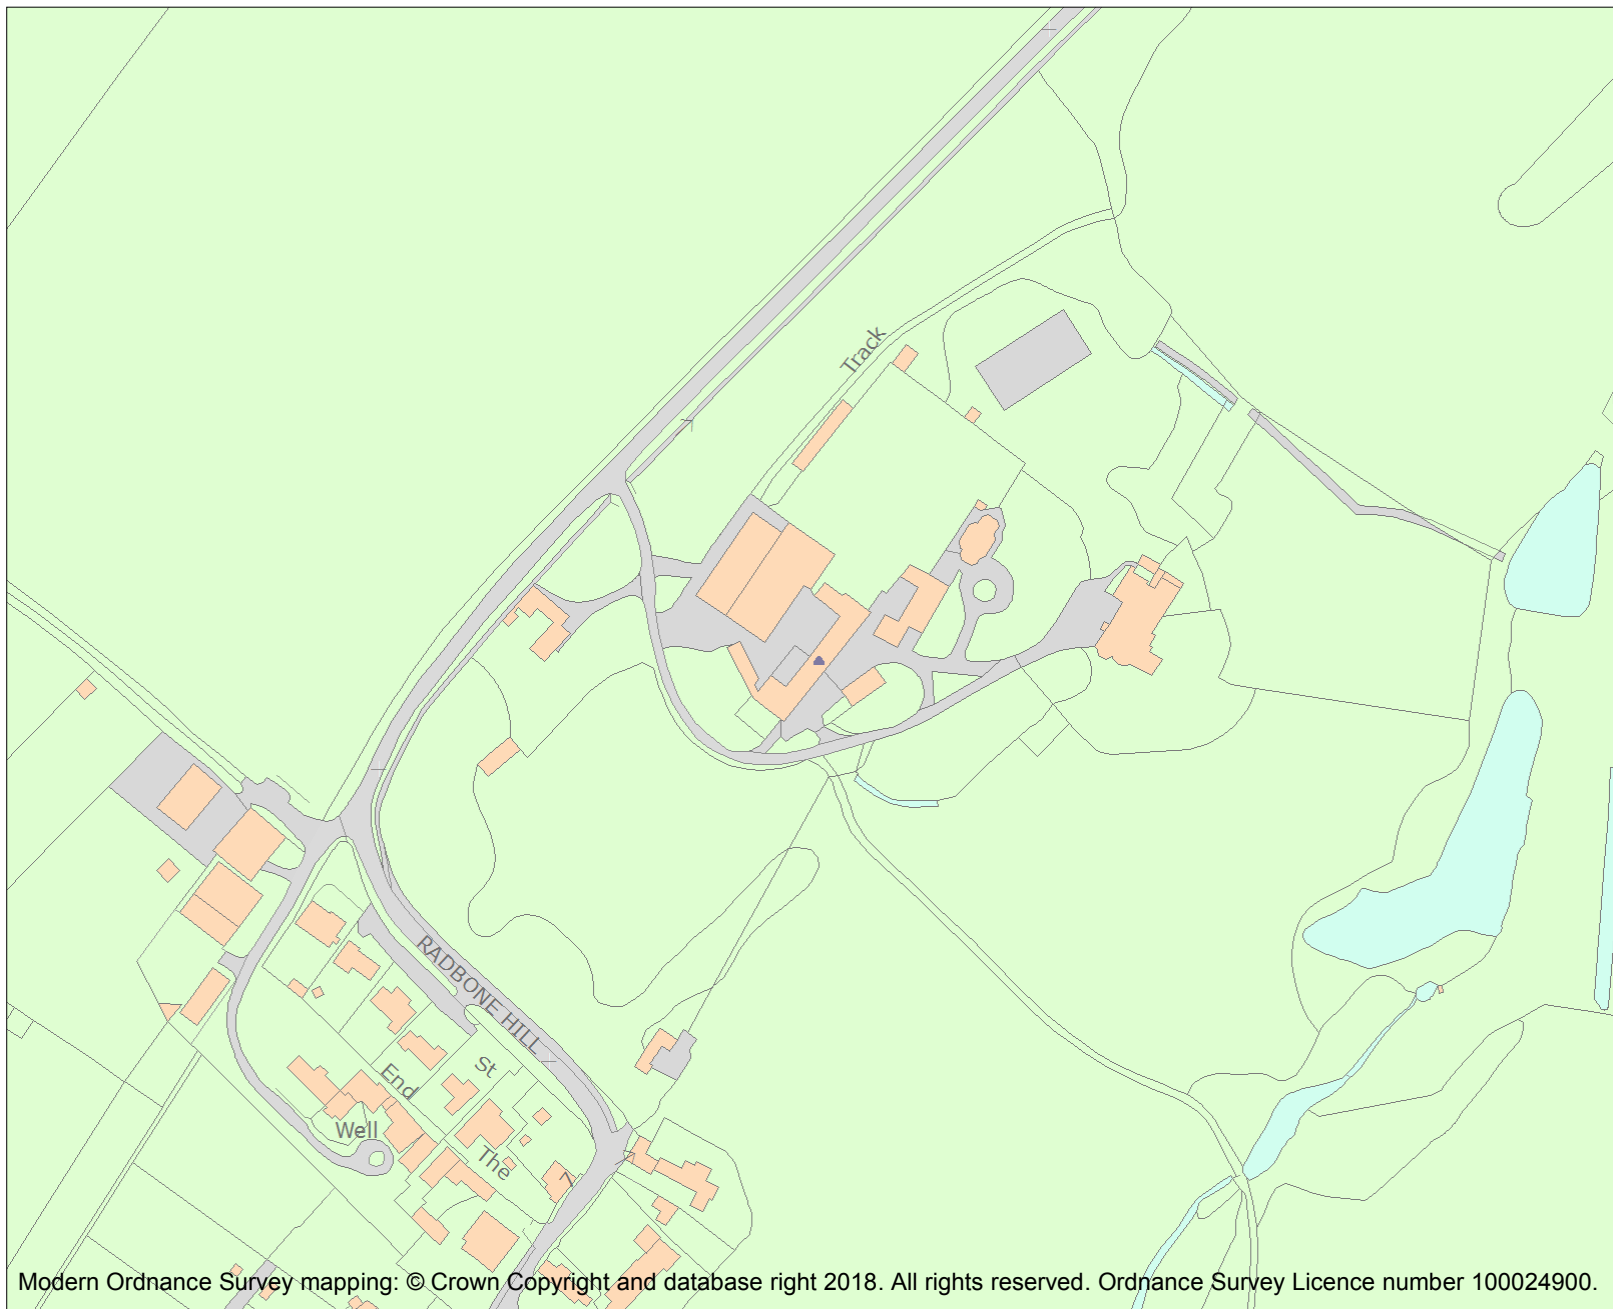 Track
RADBONE HILL
St
End
Well
The
Modern Ordnance Survey mapping: © Crown Copyright and database right 2018. All rights reserved. Ordnance Survey Licence number 100024900.